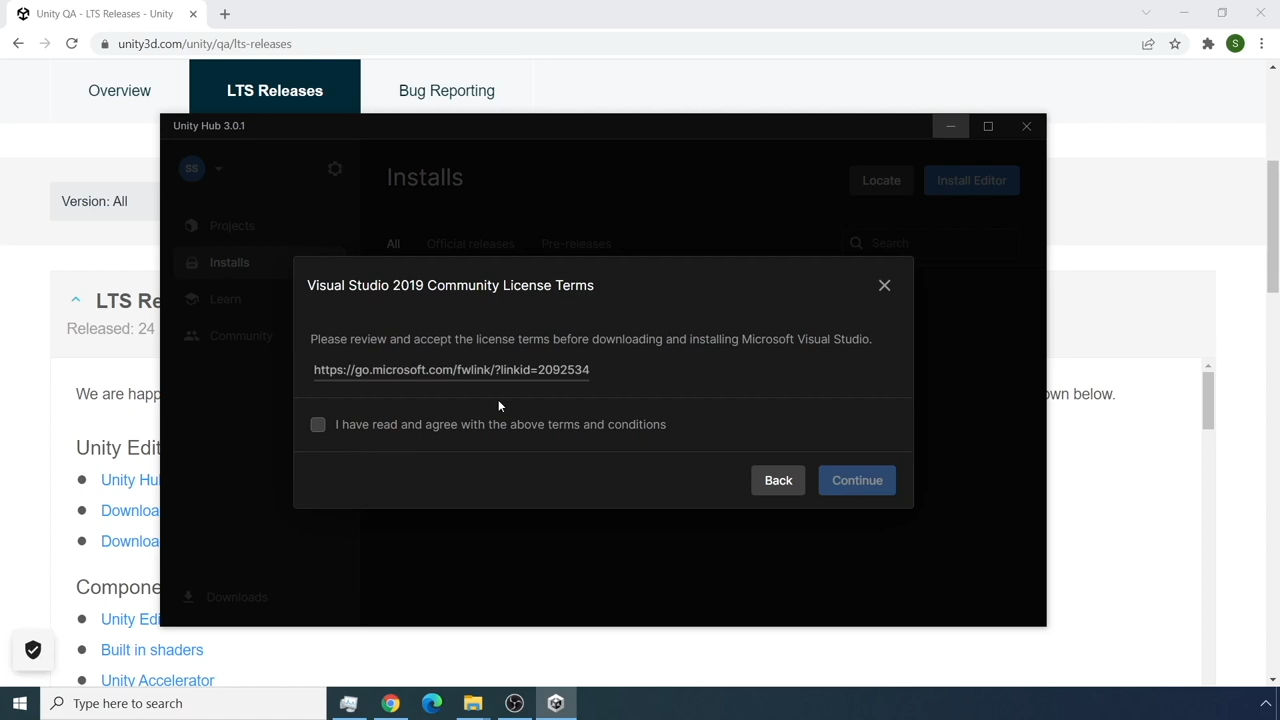 Unity QA - LTS Releases - Unity
unity3d.com/unity/qa/lts-releases
S
Overview
LTS Releases
Bug Reporting
Unity Hub 3.0.1
SS
Installs
Locate
Install Editor
Version: All
Projects
All
Official releases
Pre-releases
Search
Installs
Visual Studio 2019 Community License Terms
LTS Re
Learn
Released: 24
Community
Please review and accept the license terms before downloading and installing Microsoft Visual Studio.
https://go.microsoft.com/fwlink/?linkid=2092534
We are happ
wn below.
I have read and agree with the above terms and conditions
Unity Edit
Unity Hu
Back
Continue
Downloa
Downloa
Compone
Downloads
Unity Edi
Built in shaders
Unity Accelerator
Type here to search